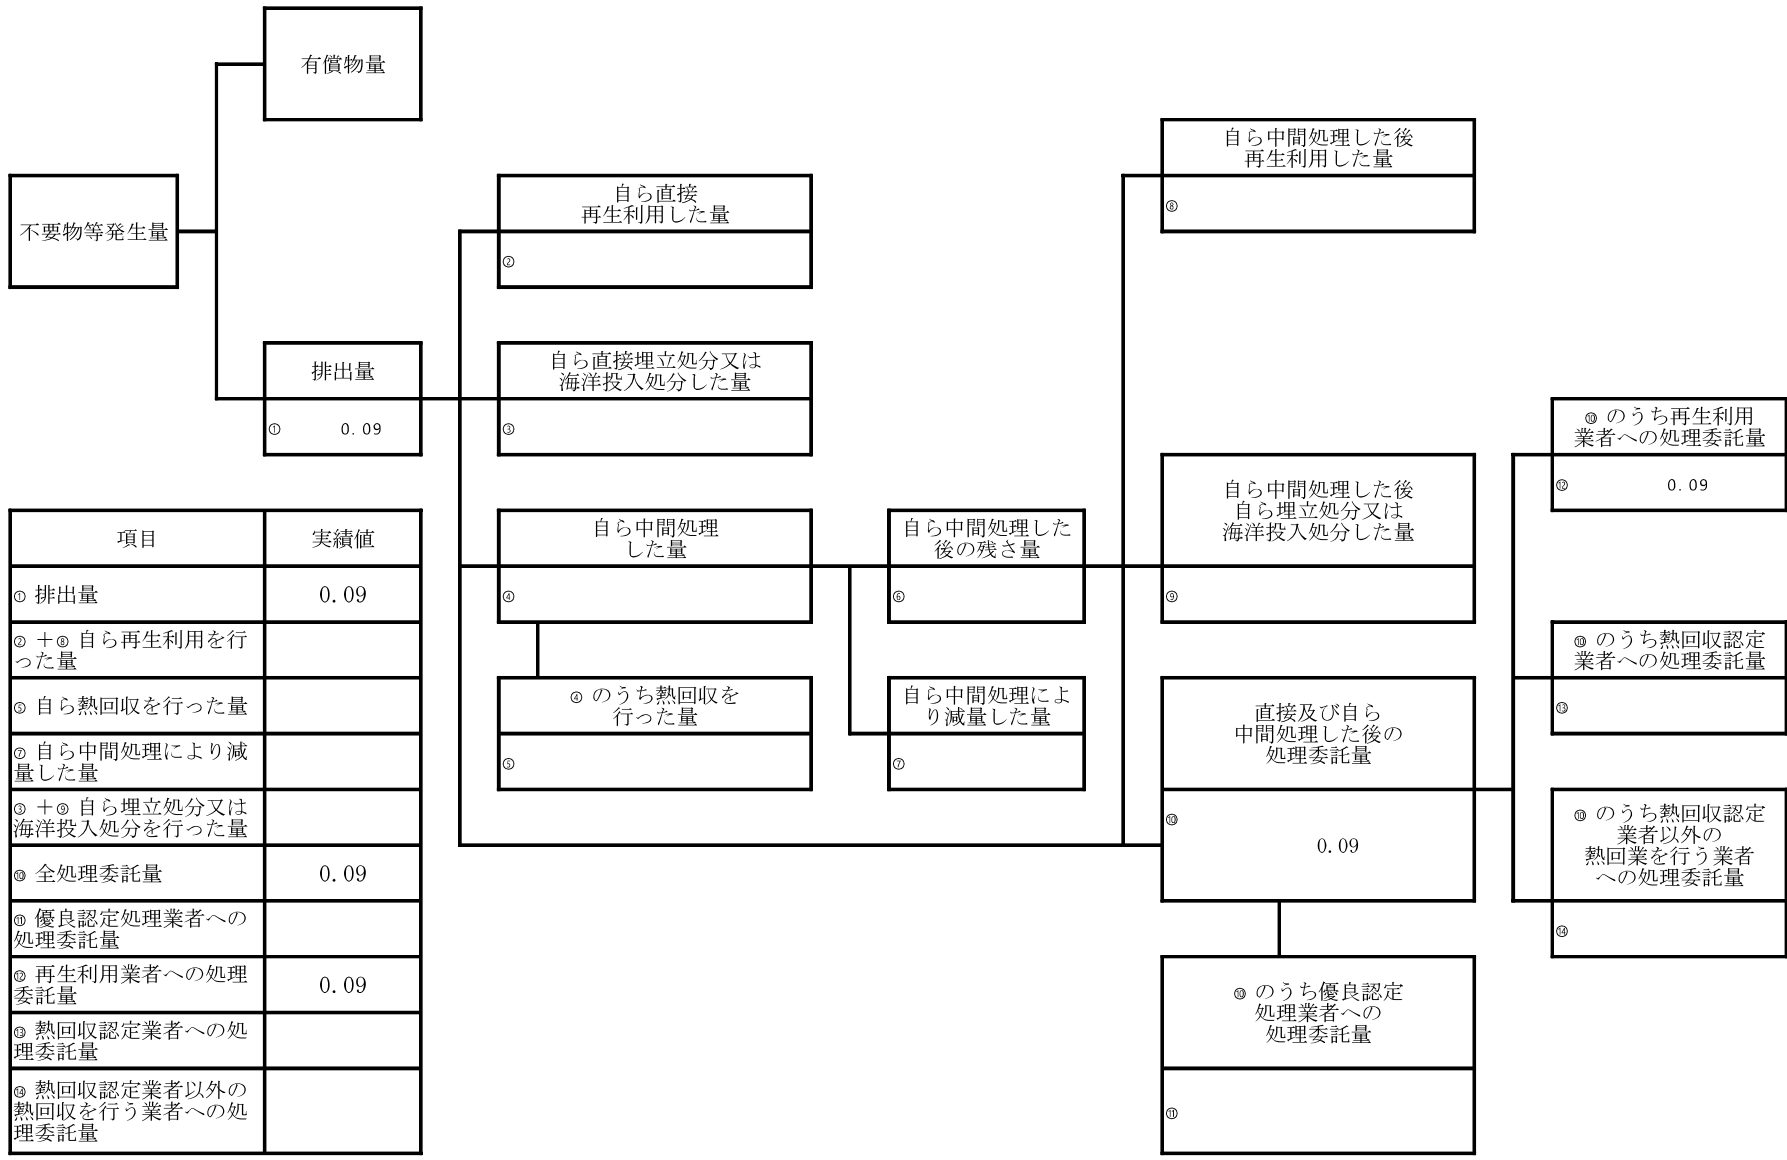 有償物量
不要物等発生量
排出量
① 0.09
自ら直接
再生利用した量
②
自ら直接埋立処分又は
海洋投入処分した量
③
自ら中間処理
した量
④
④ のうち熱回収を
行った量
⑤
自ら中間処理した
後の残さ量
⑥
自ら中間処理によ
り減量した量
⑦
自ら中間処理した後
再生利用した量
⑧
自ら中間処理した後
自ら埋立処分又は
海洋投入処分した量
⑨
直接及び自ら
中間処理した後の
処理委託量
⑩
0.09
⑩ のうち優良認定
処理業者への
処理委託量
⑪
⑩ のうち再生利用
業者への処理委託量
⑫ 0.09
⑩ のうち熱回収認定
業者への処理委託量
⑬
⑩ のうち熱回収認定
業者以外の
熱回業を行う業者
への処理委託量
⑭
項目 実績値
① 排出量 0.09
② +⑧ 自ら再生利用を行
った量
⑤ 自ら熱回収を行った量
⑦ 自ら中間処理により減
量した量
③ +⑨ 自ら埋立処分又は
海洋投入処分を行った量
⑩ 全処理委託量 0.09
⑪ 優良認定処理業者への
処理委託量
⑫ 再生利用業者への処理
委託量 0.09
⑬ 熱回収認定業者への処
理委託量
⑭ 熱回収認定業者以外の
熱回収を行う業者への処
理委託量